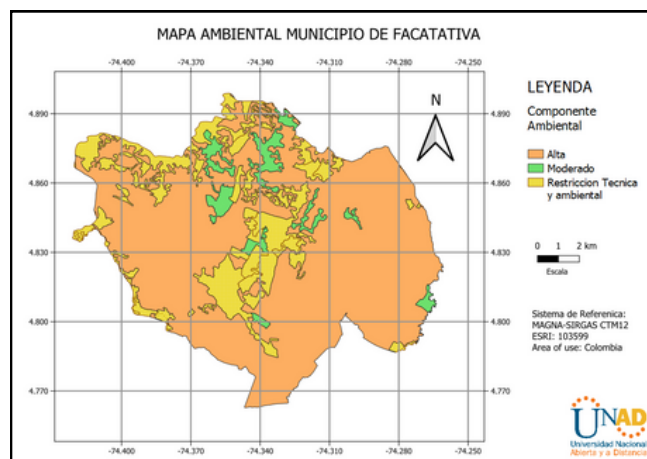 MAPA AMBIENTAL MUNICIPIO DE FACATATIVA
-74.400 -74.370 -74.340 -74.310 -74.280 -74.250
4.890 4.890
4.860 4.860
4.830 4.830
4.800 4.800
4.770 4.770
-74.400 -74.370 -74.340 -74.310 -74.280 -74.250
N
LEYENDA
Componente
Ambiental
Alta
Moderado
Restriccion Tecnica
y ambiental
0 1 2 km
Escala
Sistema de Referenica:
MAGNA-SIRGAS CTM12
ESRI: 103599
Area of use: Colombia
UNAD
Universidad Nacional
Abierta y a Distancia